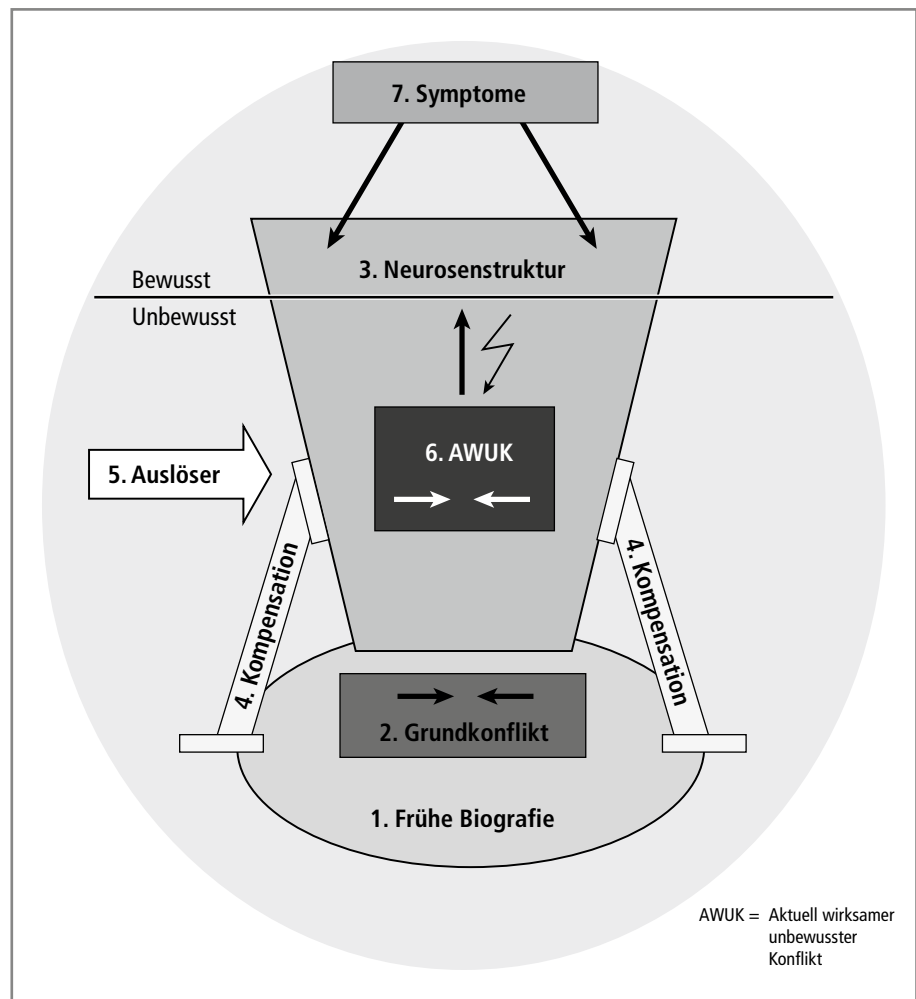 7. Symptome
3. Neurosenstruktur
Bewusst
Unbewusst
6. AWUK
5. Auslöser
4. Kompensation
4. Kompensation
2. Grundkonflikt
1. Frühe Biografie
AWUK = Aktuell wirksamer
unbewusster
Konflikt